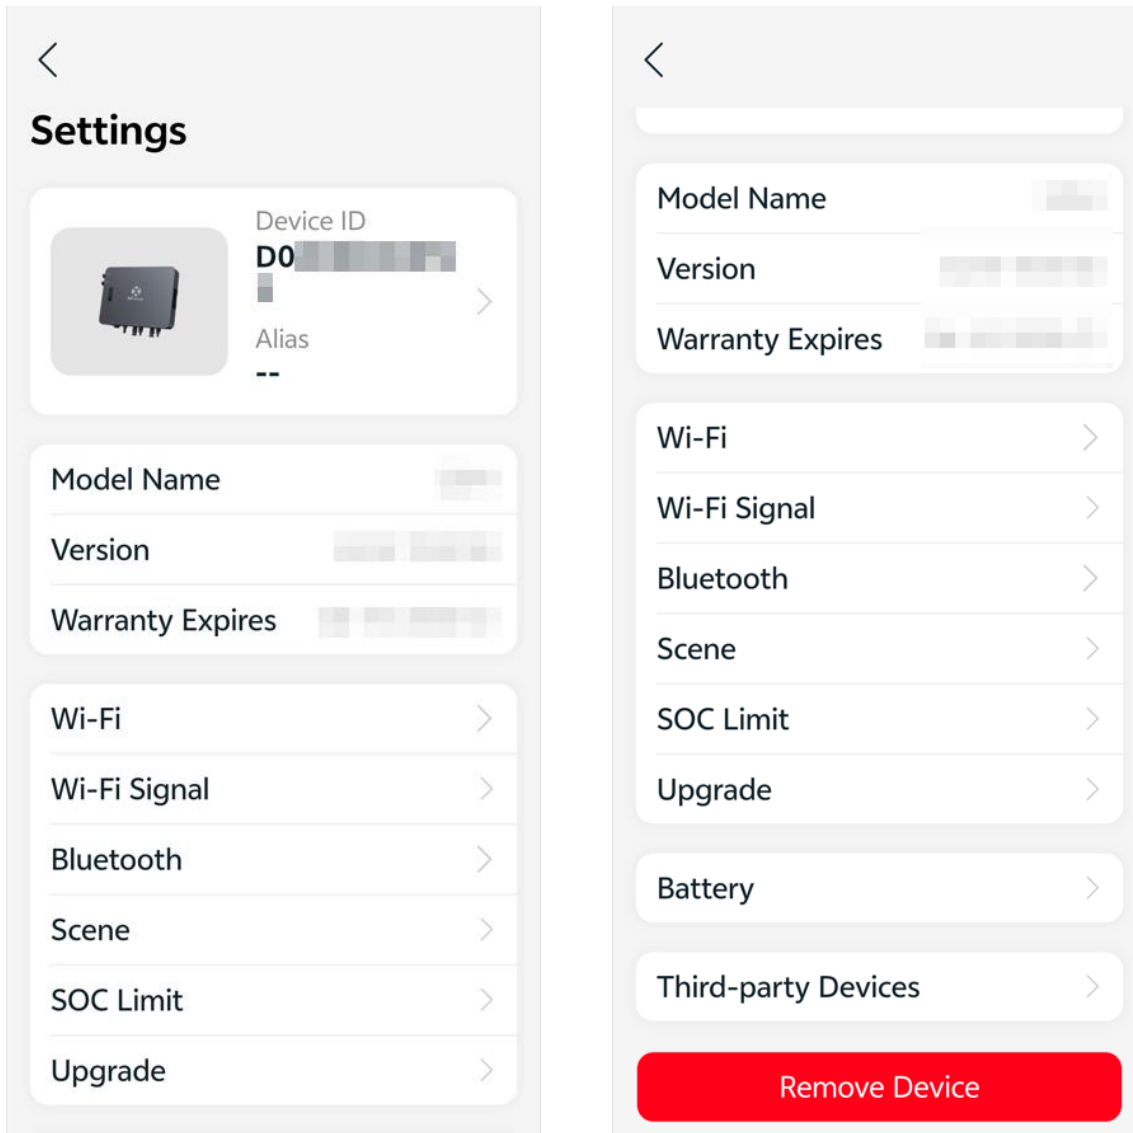 Settings
Device ID
D0
Alias
--
Model Name
Version
Warranty Expires
Wi-Fi
Wi-Fi Signal
Bluetooth
Scene
SOC Limit
Upgrade
Model Name
Version
Warranty Expires
Wi-Fi
Wi-Fi Signal
Bluetooth
Scene
SOC Limit
Upgrade
Battery
Third-party Devices
Remove Device